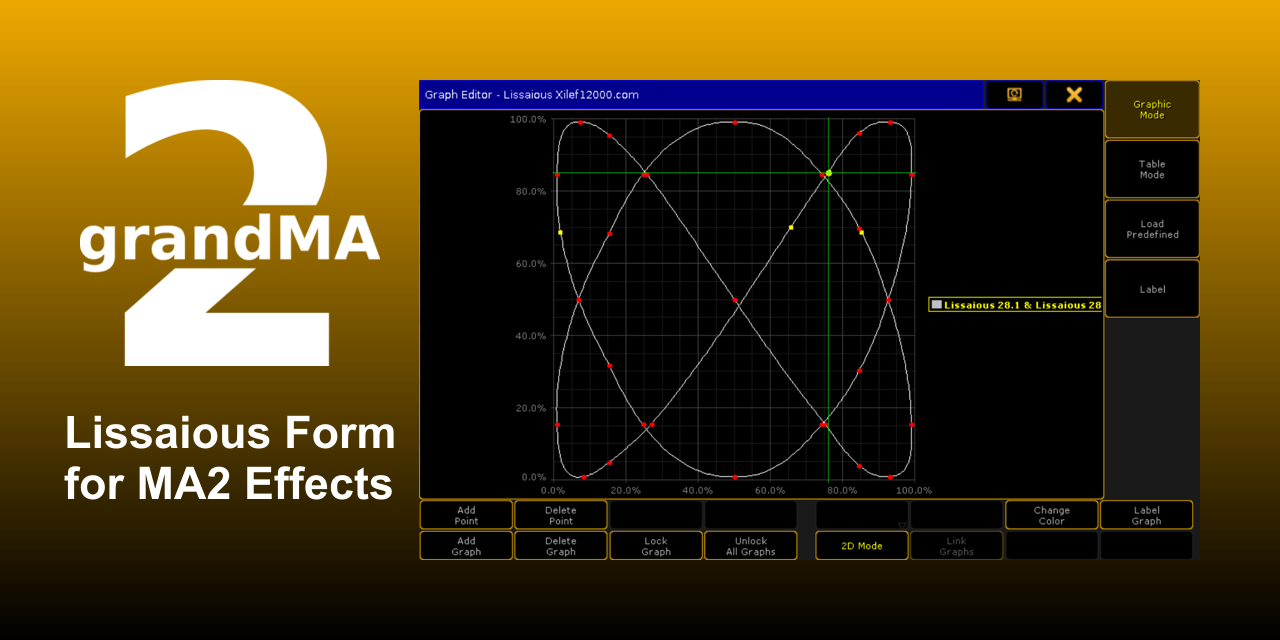 2
grandMA
Lissaious Form
for MA2 Effects
Graph Editor - Lissaious Xilef12000.com
100.0%
80.0%
60.0%
40.0%
20.0%
0.0%
0.0% 20.0% 40.0% 60.0% 80.0% 100.0%
Lissaious 28.1 & Lissaious 28
Graphic
Mode
Table
Mode
Load
Predefined
Label
Add
Point
Delete
Point
Change
Color
Label
Graph
Add
Graph
Delete
Graph
Lock
Graph
Unlock
All Graphs
2D Mode
Link
Graphs